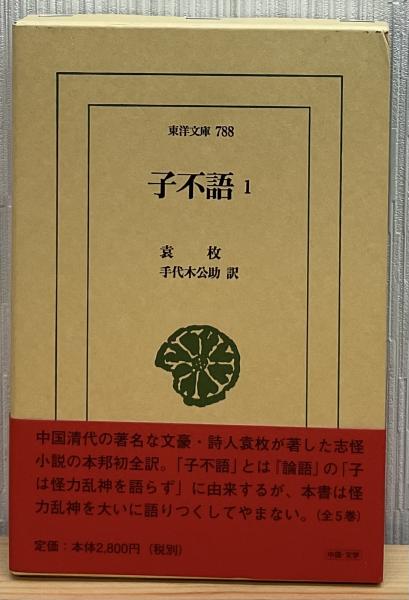 東洋文庫 788
子不語 1
袁 枚
手代木公助 訳
中国清代の著名な文豪・詩人袁枚が著した志怪
小説の本邦初全訳。「子不語」とは『論語』の「子
は怪力乱神を語らず」に由来するが、本書は怪
力乱神を大いに語りつくしてやまない。(全5巻)
定価:本体2,800円(税別)
中国・文学